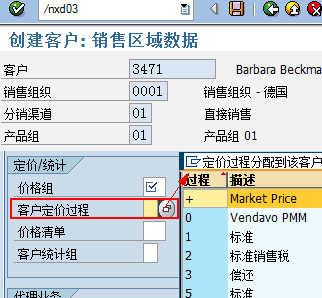 /nxd03
创建客户: 销售区域数据
客户 3471 Barbara Beckma
销售组织 0001 销售组织 - 德国
分销渠道 01 直接销售
产品组 01 产品组 01
定价/统计
价格组
客户定价过程
价格清单
客户统计组
代理业务
定价过程分配到该客户
过程 描述
+ Market Price
0 Vendavo PMM
1 标准
2 标准销售税
3 偿还
5 标准